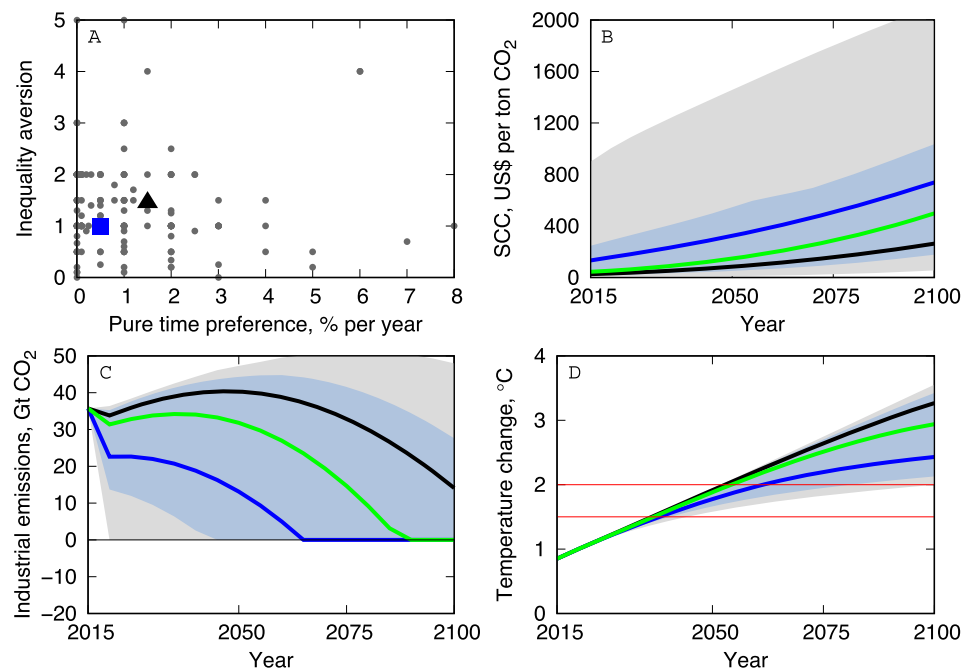 A
5
4
3
2
1
0
Inequality aversion
0 1 2 3 4 5 6 7 8
Pure time preference, % per year
B
2000
1600
1200
800
400
0
SCC, US$ per ton CO2
2015 2050 2075 2100
Year
C
50
40
30
20
10
0
−10
−20
Industrial emissions, Gt CO2
2015 2050 2075 2100
Year
D
4
3
2
1
0
Temperature change, °C
2015 2050 2075 2100
Year